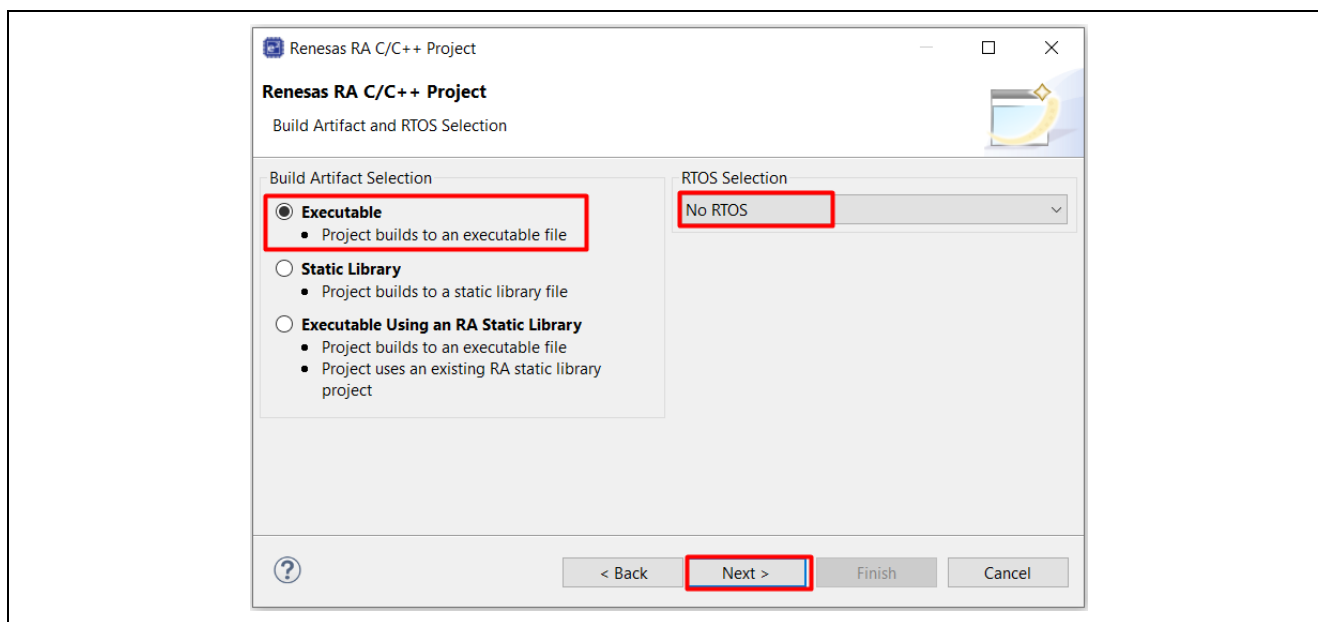 Renesas RA C/C++ Project
Renesas RA C/C++ Project
Build Artifact and RTOS Selection
Build Artifact Selection
Executable
• Project builds to an executable file
Static Library
• Project builds to a static library file
Executable Using an RA Static Library
• Project builds to an executable file
• Project uses an existing RA static library
project
RTOS Selection
No RTOS
?
< Back
Next >
Finish
Cancel